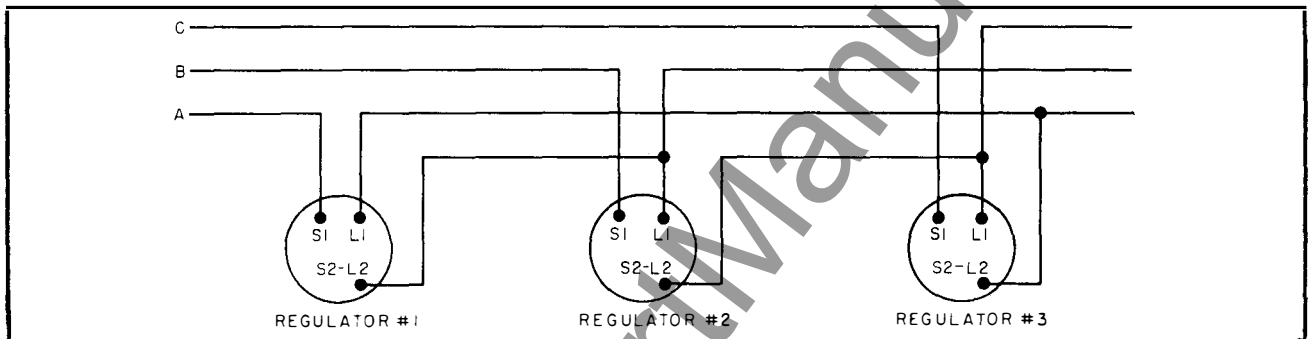 C
B
A
S1 L1
S2-L2
REGULATOR #1
S1 L1
S2-L2
REGULATOR #2
S1 L1
S2-L2
REGULATOR #3